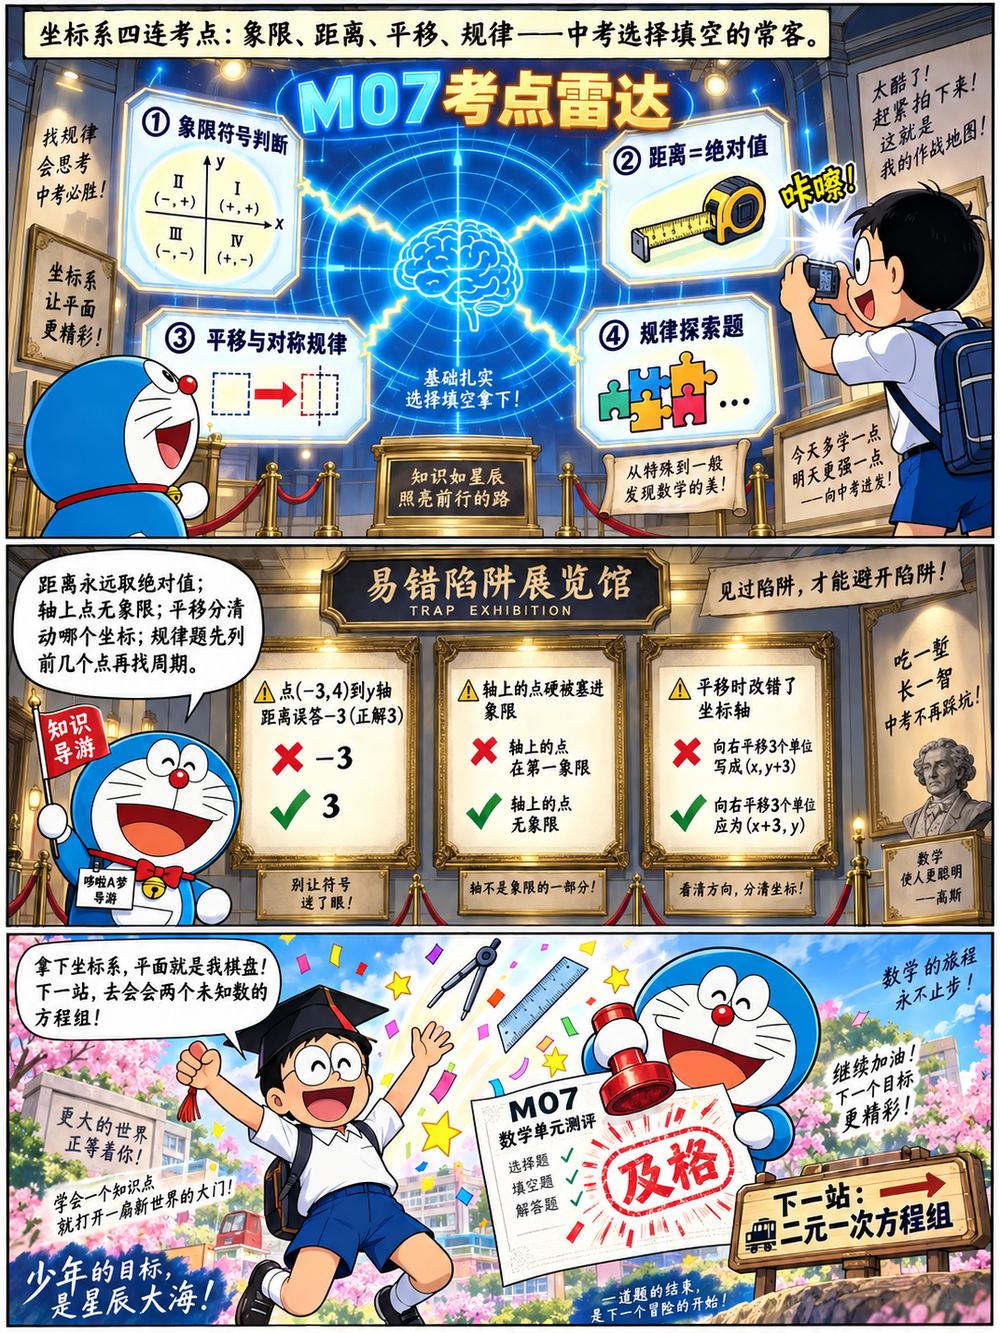 坐标系四连考点：象限、距离、平移、规律——中考选择填空的常客。
M07考点雷达
找规律
会思考
中考必胜！
坐标系
让平面
更精彩！
① 象限符号判断
y
II
I
(-,+)
(+,+)
x
III
IV
(-,-)
(+,-)
② 距离=绝对值
咔嚓！
太酷了！
赶紧拍下来！
这就是
我的作战地图！
③ 平移与对称规律
④ 规律探索题
...
基础扎实
选择填空拿下！
知识如星辰
照亮前行的路
从特殊到一般
发现数学的美！
今天多学一点
明天更强一点
——向中考进发！
距离永远取绝对值；
轴上点无象限；平移分清
动哪个坐标；规律题先列
前几个点再找周期。
易错陷阱展览馆
TRAP EXHIBITION
见过陷阱，才能避开陷阱！
知识
导游
哆啦A梦
导游
点(-3,4)到y轴
距离误答-3(正解3)
-3
3
别让符号
迷了眼！
轴上的点硬被塞进
象限
轴上的点
在第一象限
轴上的点
无象限
轴不是象限的一部分！
平移时改错了
坐标轴
向右平移3个单位
写成(x,y+3)
向右平移3个单位
应为(x+3,y)
看清方向，分清坐标！
吃一堑
长一智
中考不再踩坑！
数学
使人更聪明
——高斯
拿下坐标系，平面就是我棋盘！
下一站，去会会两个未知数的
方程组！
更大的世界
正等着你！
学会一个知识点
就打开一扇新世界的大门！
少年的目标，
是星辰大海！
M07
数学单元测评
选择题
填空题
解答题
及格
数学的旅程
永不止步！
继续加油！
下一个目标
更精彩！
下一站：
二元一次方程组
一道题的结束，
是下一个冒险的开始！